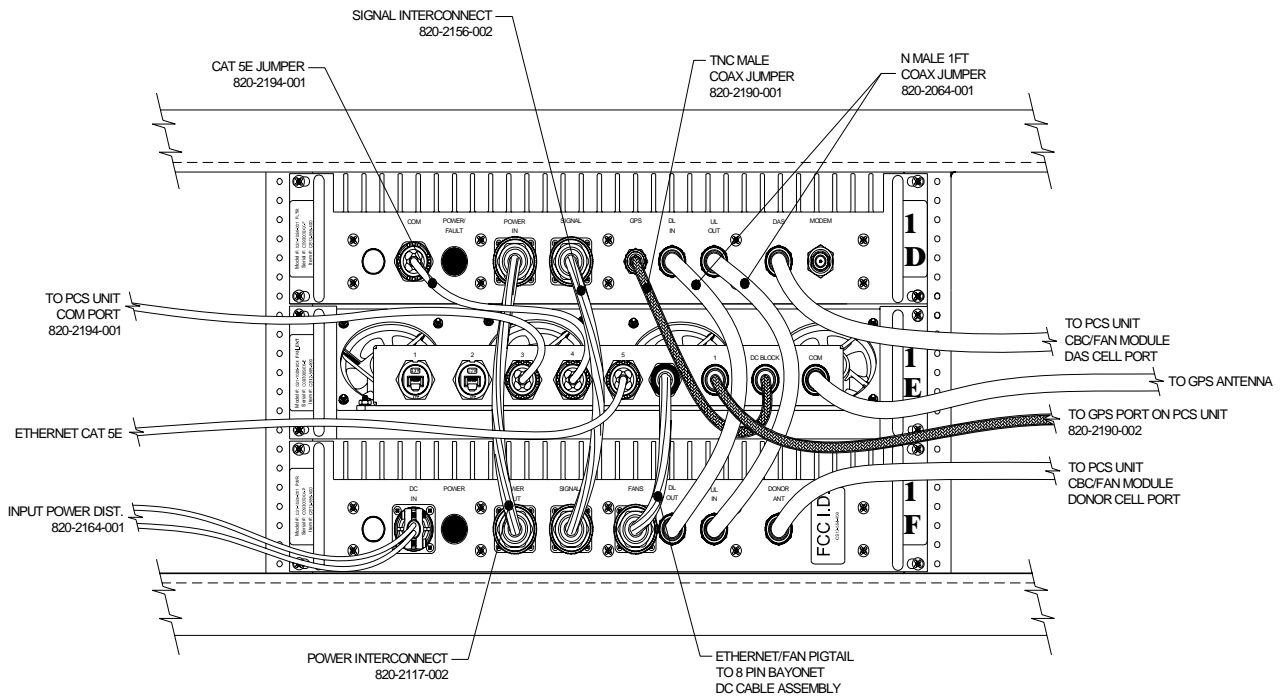 SIGNAL INTERCONNECT
820-2156-002
CAT 5E JUMPER
820-2194-001
TNC MALE
COAX JUMPER
820-2190-001
N MALE 1FT
COAX JUMPER
820-2064-001
COM
POWER/
FAULT
POWER
IN
SIGNAL
GPS
DL
IN
UL
OUT
DAS
MODEM
1
D
TO PCS UNIT
COM PORT
820-2194-001
1
2
3
4
5
1
DC BLOCK
COM
1
E
TO PCS UNIT
CBC/FAN MODULE
DAS CELL PORT
TO GPS ANTENNA
TO GPS PORT ON PCS UNIT
820-2190-002
ETHERNET CAT 5E
INPUT POWER DIST.
820-2164-001
DC
IN
POWER
SIGNAL
FANS
DL
OUT
UL
IN
DONOR
ANT
FCC I.D.
1
F
TO PCS UNIT
CBC/FAN MODULE
DONOR CELL PORT
POWER INTERCONNECT
820-2117-002
ETHERNET/FAN PIGTAIL
TO 8 PIN BAYONET
DC CABLE ASSEMBLY